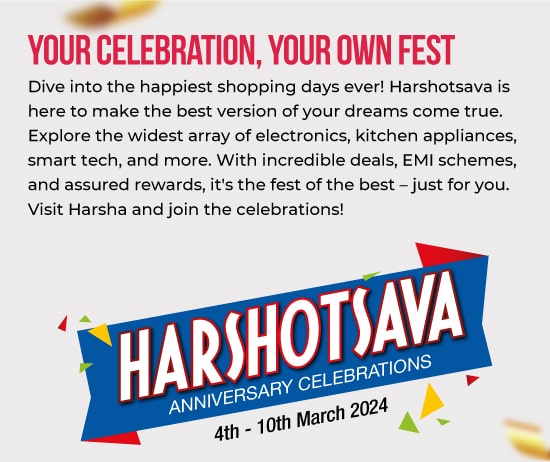 YOUR CELEBRATION, YOUR OWN FEST
Dive into the happiest shopping days ever! Harshotsava is
here to make the best version of your dreams come true.
Explore the widest array of electronics, kitchen appliances,
smart tech, and more. With incredible deals, EMI schemes,
and assured rewards, it's the fest of the best – just for you.
Visit Harsha and join the celebrations!
HARSHOTSAVA
ANNIVERSARY CELEBRATIONS
4th - 10th March 2024